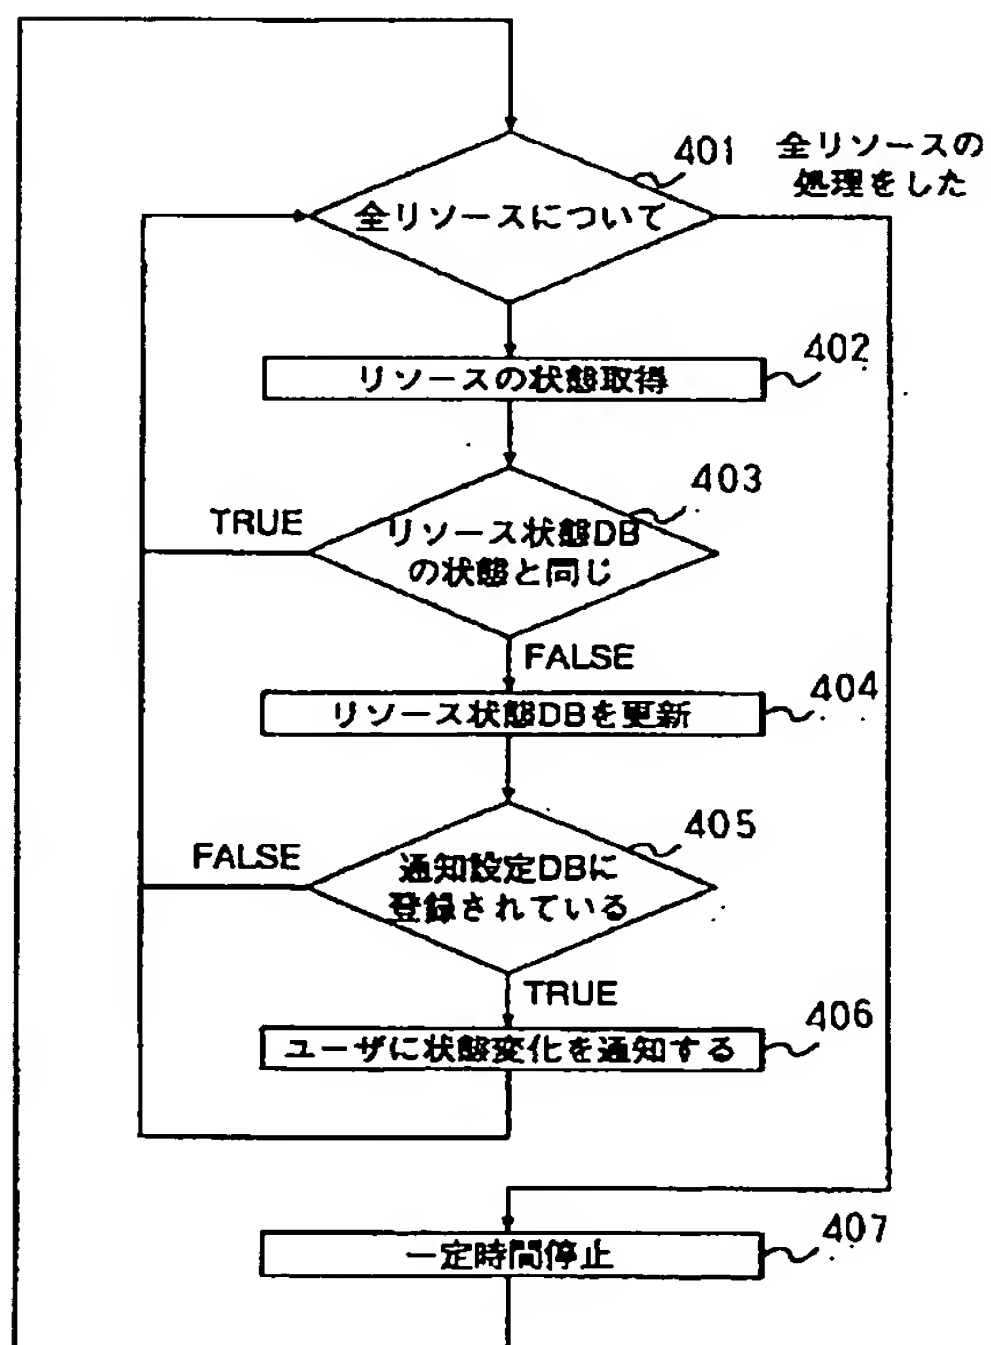 401
全リソースの
処理をした
全リソースについて
402
リソースの状態取得
403
TRUE
リソース状態DB
の状態と同じ
FALSE
404
リソース状態DBを更新
405
FALSE
通知設定DBに
登録されている
TRUE
406
ユーザに状態変化を通知する
407
一定時間停止